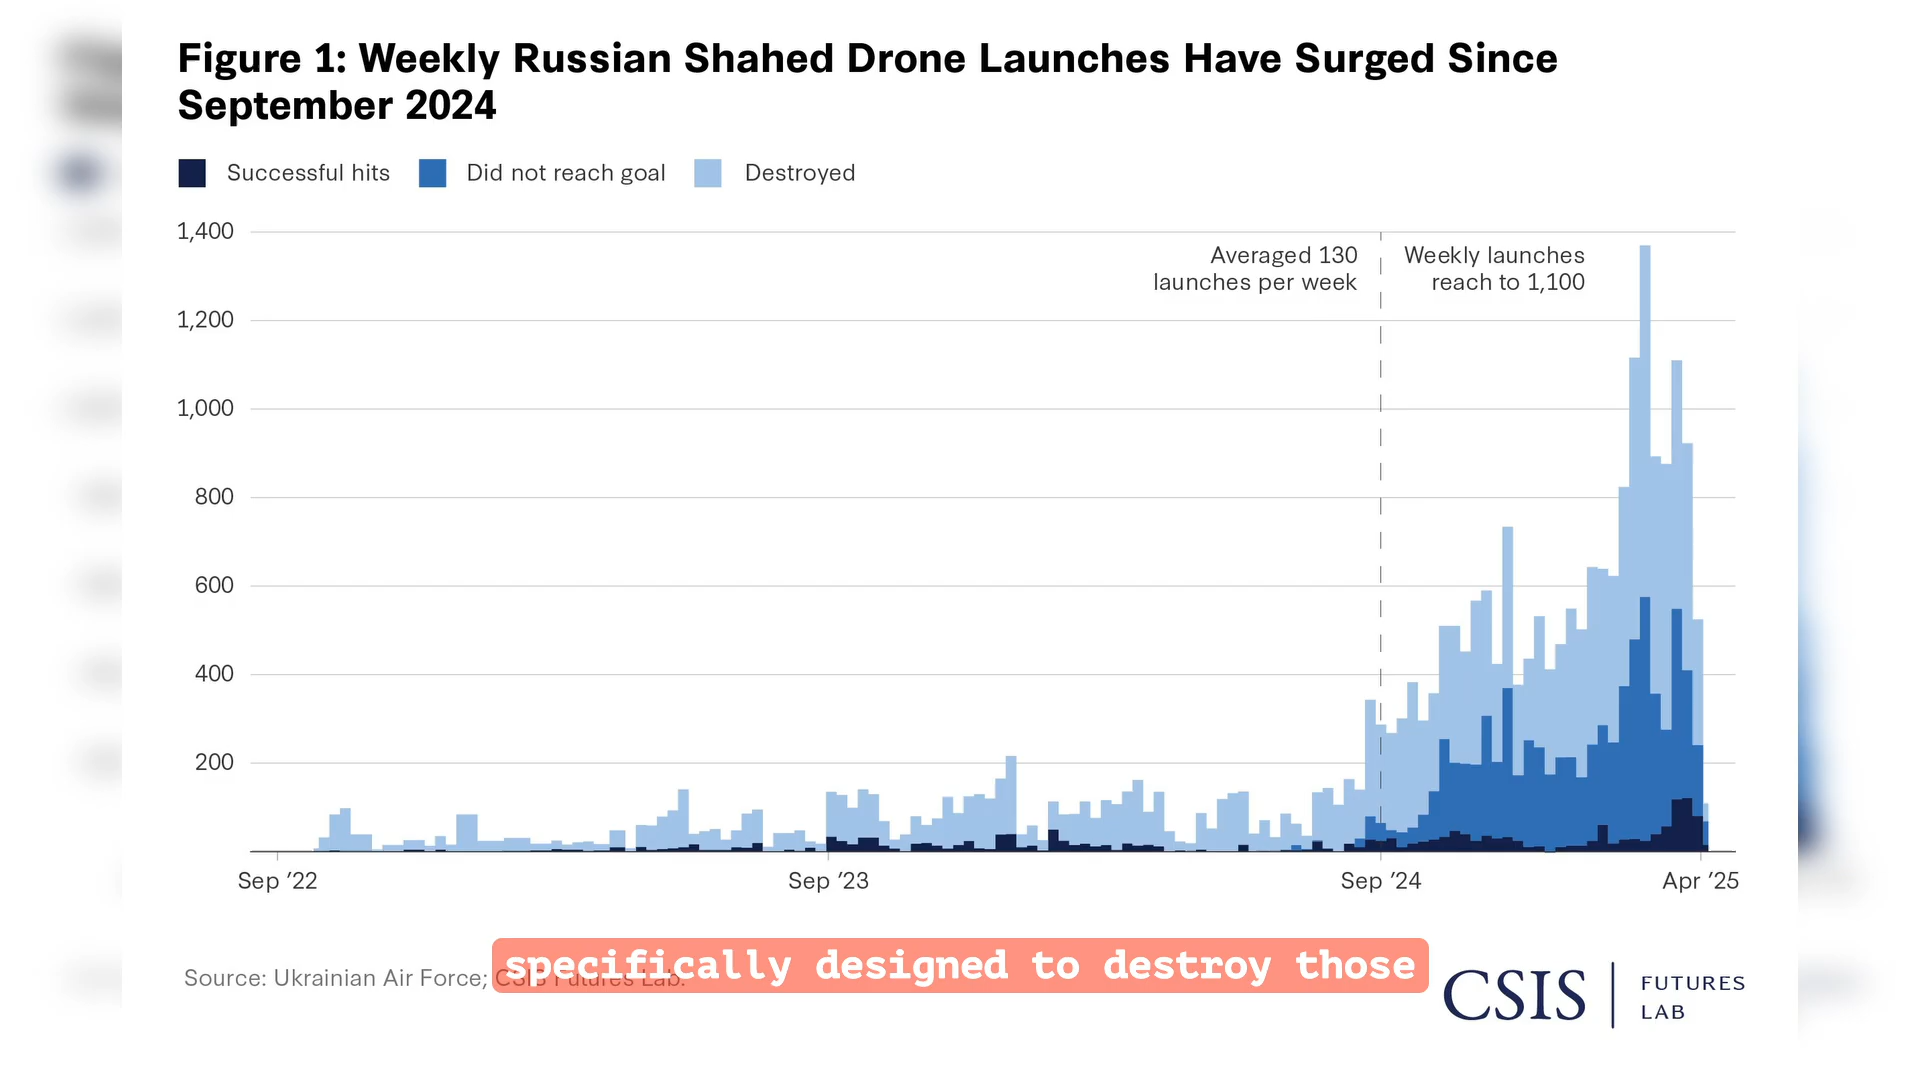 Figure 1: Weekly Russian Shahed Drone Launches Have Surged Since
September 2024
Successful hits
Did not reach goal
Destroyed
1,400
1,200
1,000
800
600
400
200
Averaged 130
launches per week
Weekly launches
reach to 1,100
Sep ’22
Sep ’23
Sep ’24
Apr ’25
Source: Ukrainian Air Force; CSIS Futures Lab.
specifically designed to destroy those
CSIS
FUTURES
LAB